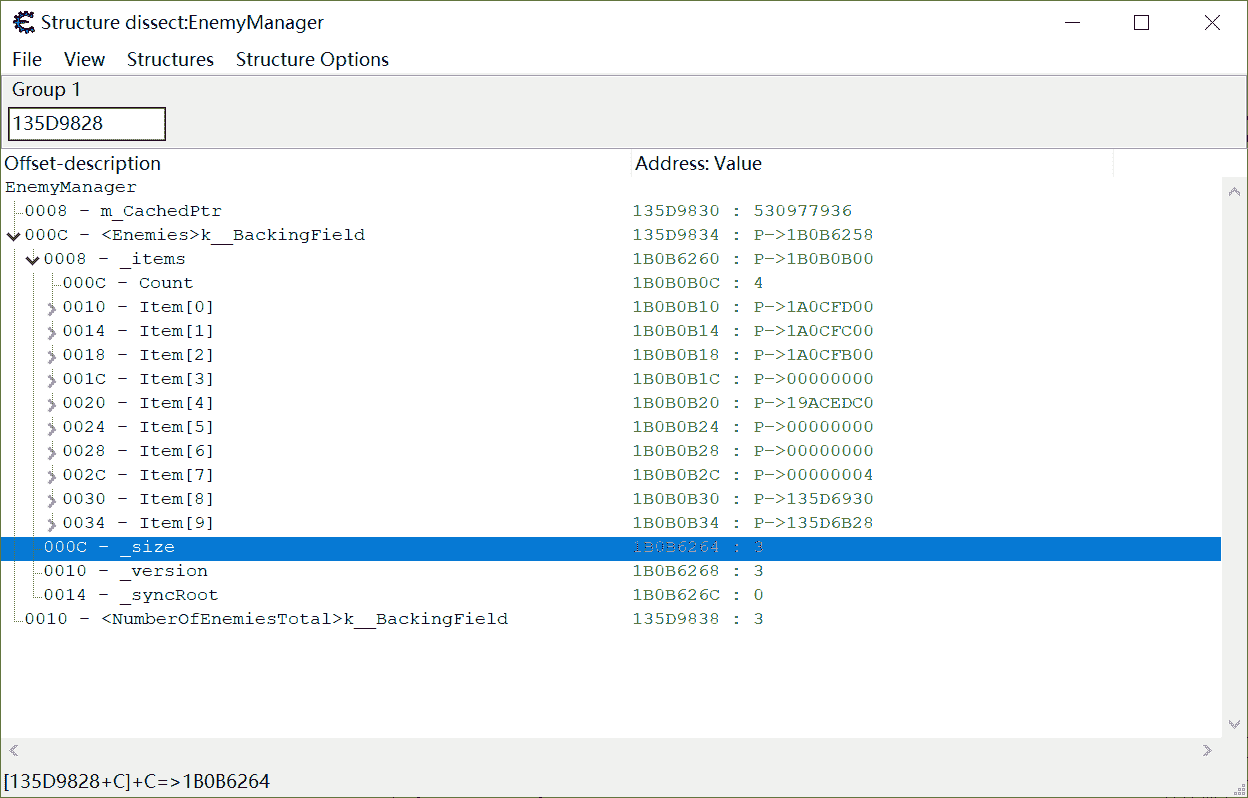 Structure dissect:EnemyManager
File View Structures Structure Options
Group 1
135D9828
Offset-description Address: Value
EnemyManager
0008 - m_CachedPtr 135D9830 : 530977936
000C - <Enemies>k__BackingField 135D9834 : P->1B0B6258
0008 - _items 1B0B6260 : P->1B0B0B00
000C - Count 1B0B0B0C : 4
0010 - Item[0] 1B0B0B10 : P->1A0CFD00
0014 - Item[1] 1B0B0B14 : P->1A0CFC00
0018 - Item[2] 1B0B0B18 : P->1A0CFB00
001C - Item[3] 1B0B0B1C : P->00000000
0020 - Item[4] 1B0B0B20 : P->19ACEDC0
0024 - Item[5] 1B0B0B24 : P->00000000
0028 - Item[6] 1B0B0B28 : P->00000000
002C - Item[7] 1B0B0B2C : P->00000004
0030 - Item[8] 1B0B0B30 : P->135D6930
0034 - Item[9] 1B0B0B34 : P->135D6B28
000C - _size 1B0B6264 : 3
0010 - _version 1B0B6268 : 3
0014 - _syncRoot 1B0B626C : 0
0010 - <NumberOfEnemiesTotal>k__BackingField 135D9838 : 3
[135D9828+C]+C=>1B0B6264